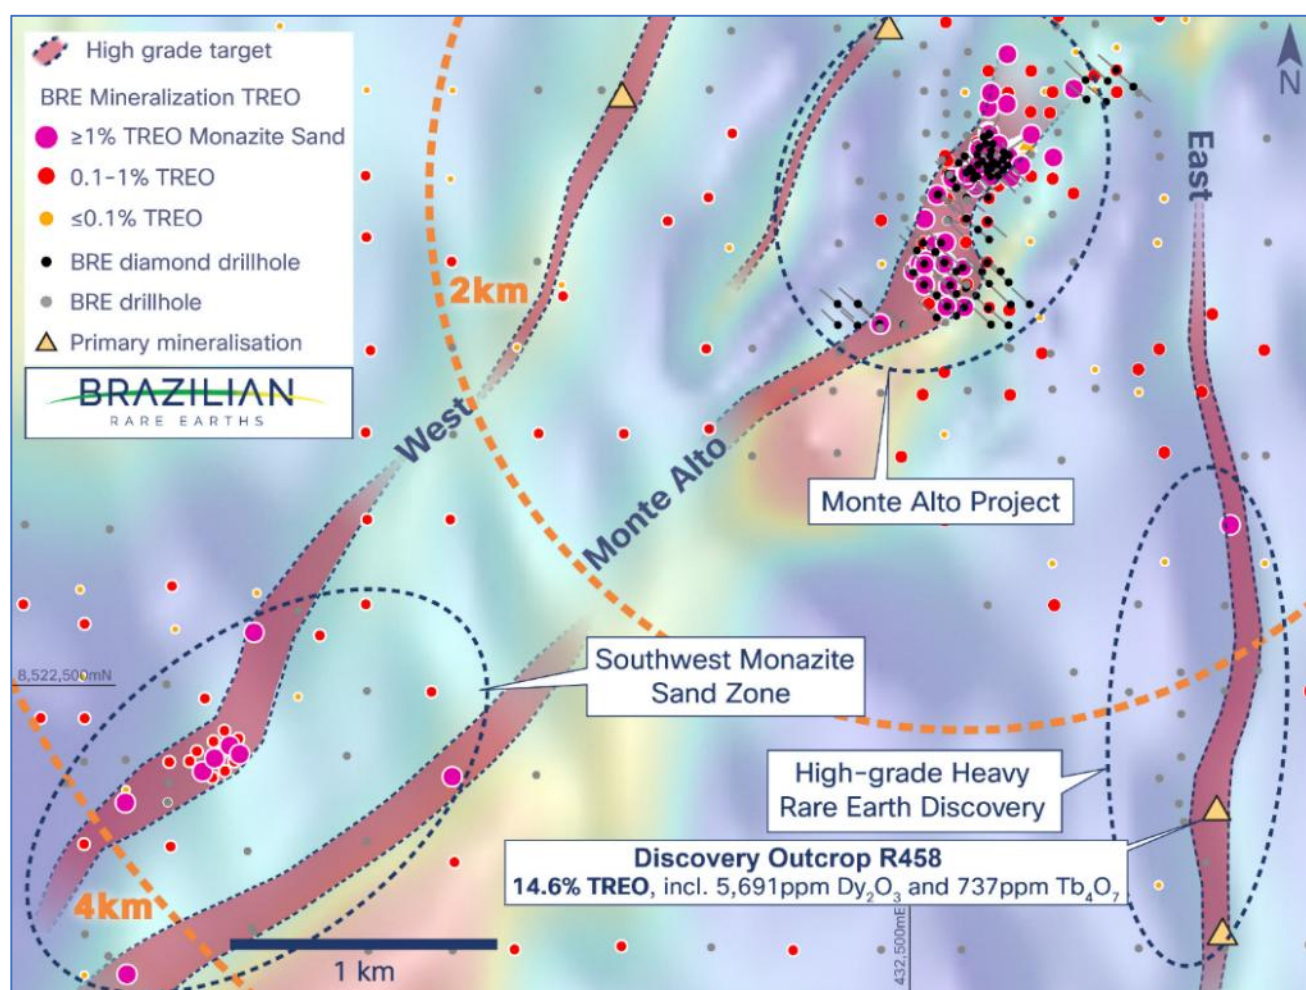 High grade target
BRE Mineralization TREO
≥1% TREO Monazite Sand
0.1–1% TREO
≤0.1% TREO
BRE diamond drillhole
BRE drillhole
Primary mineralisation
BRAZILIAN
RARE EARTHS
N
East
2km
West
Monte Alto
Monte Alto Project
Southwest Monazite
Sand Zone
8,522,500mN
High-grade Heavy
Rare Earth Discovery
Discovery Outcrop R458
14.6% TREO, incl. 5,691ppm Dy₂O₃ and 737ppm Tb₄O₇
4km
432,500mE
1 km